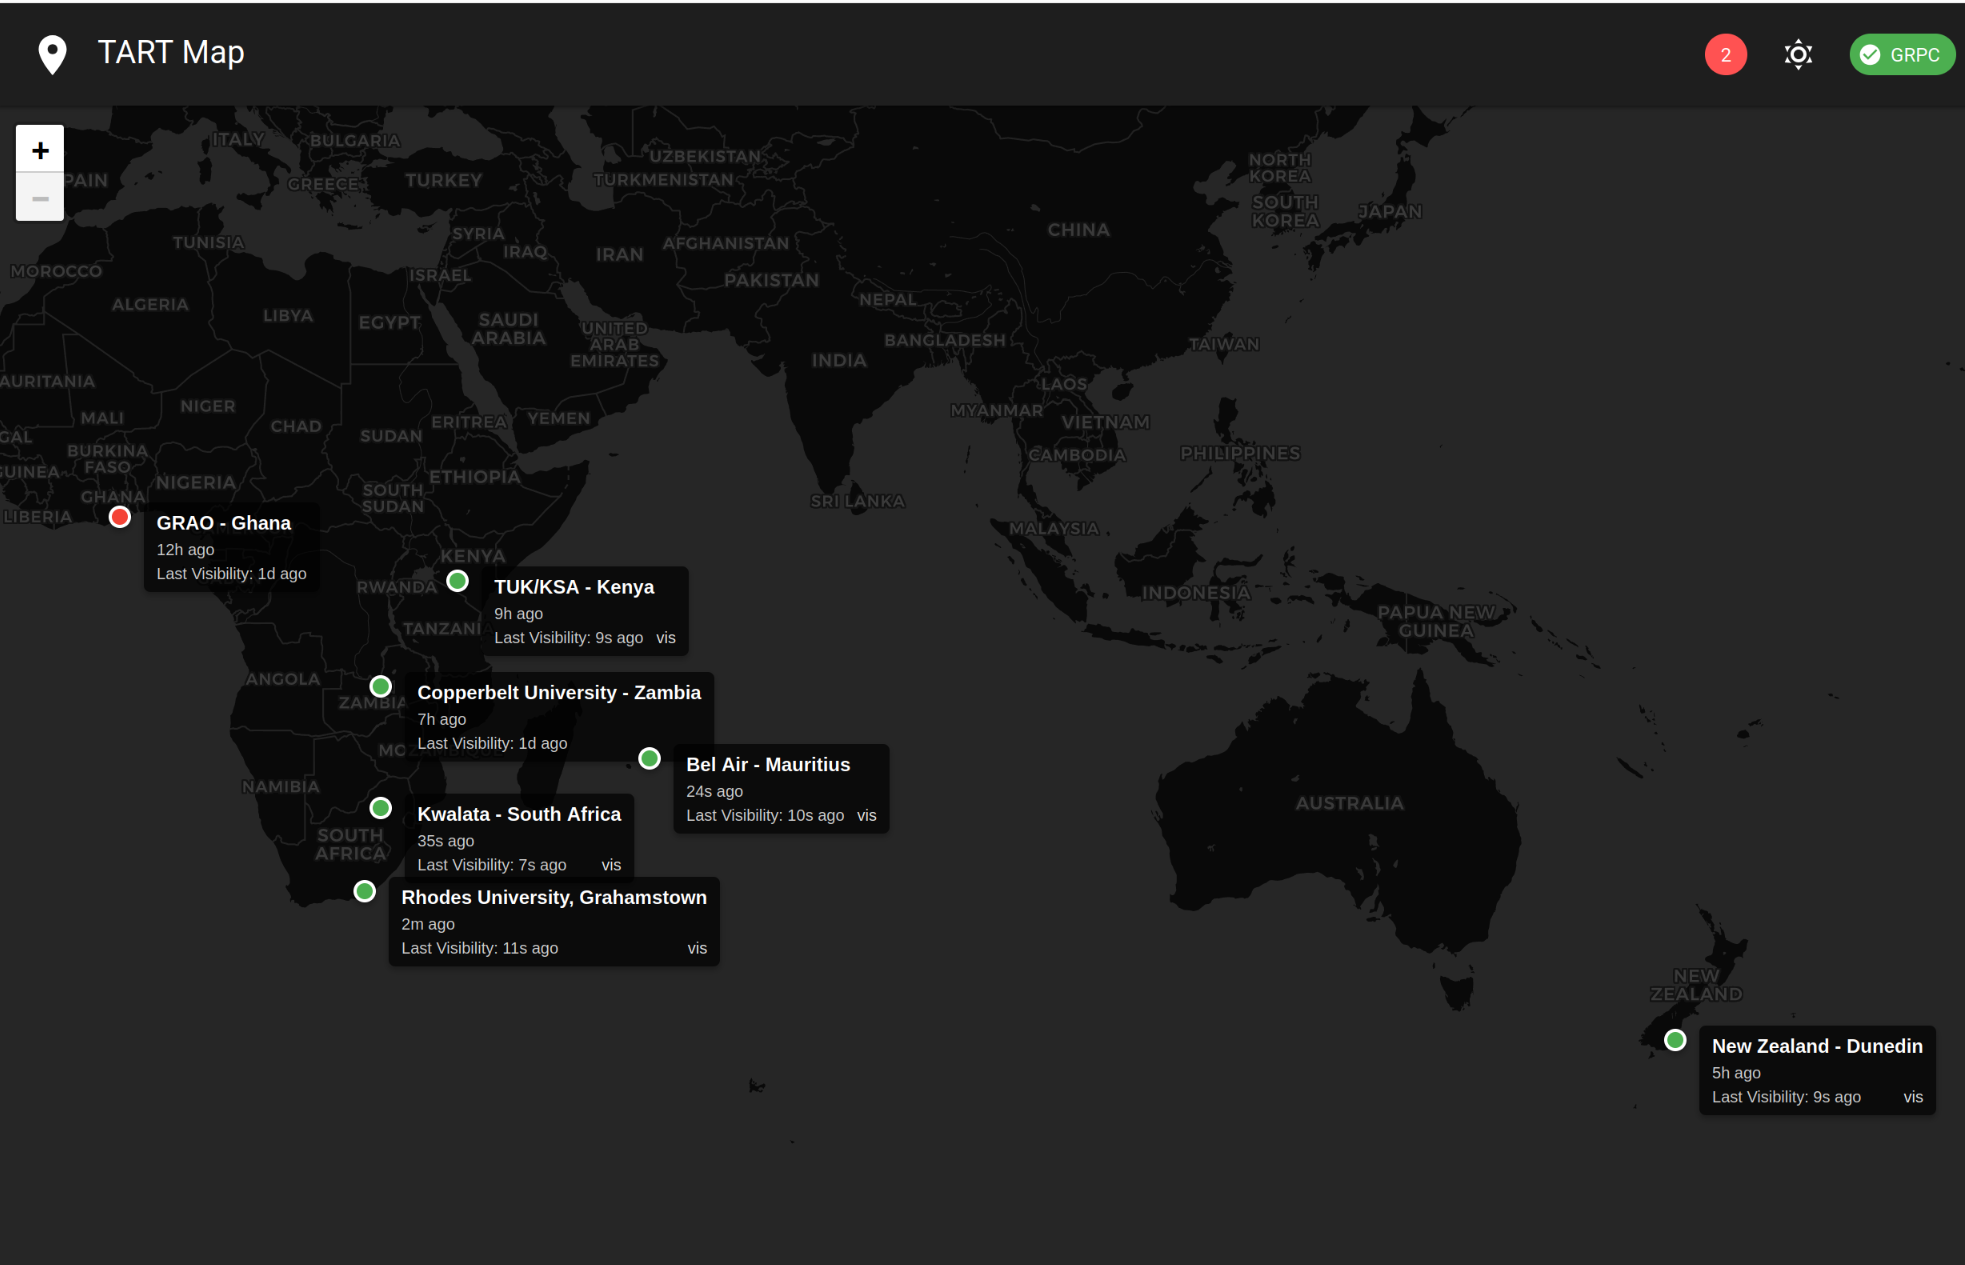 TART Map
2
GRPC
+
−
PAIN
ITALY
BULGARIA
GREECE
TURKEY
UZBEKISTAN
TURKMENISTAN
NORTH
KOREA
SOUTH
KOREA
JAPAN
CHINA
TUNISIA
SYRIA
IRAQ
IRAN
AFGHANISTAN
MOROCCO
ISRAEL
PAKISTAN
ALGERIA
LIBYA
EGYPT
SAUDI
ARABIA
UNITED
ARAB
EMIRATES
NEPAL
BANGLADESH
TAIWAN
INDIA
AURITANIA
MALI
NIGER
CHAD
SUDAN
ERITREA
YEMEN
LAOS
MYANMAR
VIETNAM
CAMBODIA
PHILIPPINES
GAL
BURKINA
FASO
GUINEA
NIGERIA
GHANA
SOUTH
SUDAN
ETHIOPIA
SRI LANKA
LIBERIA
MALAYSIA
GRAO - Ghana
12h ago
Last Visibility: 1d ago
KENYA
RWANDA
TUK/KSA - Kenya
9h ago
Last Visibility: 9s ago vis
TANZANI
INDONESIA
PAPUA NEW
GUINEA
ANGOLA
ZAMBIA
Copperbelt University - Zambia
7h ago
Last Visibility: 1d ago
MO
Bel Air - Mauritius
24s ago
Last Visibility: 10s ago vis
NAMIBIA
AUSTRALIA
SOUTH
AFRICA
Kwalata - South Africa
35s ago
Last Visibility: 7s ago vis
Rhodes University, Grahamstown
2m ago
Last Visibility: 11s ago vis
NEW
ZEALAND
New Zealand - Dunedin
5h ago
Last Visibility: 9s ago vis